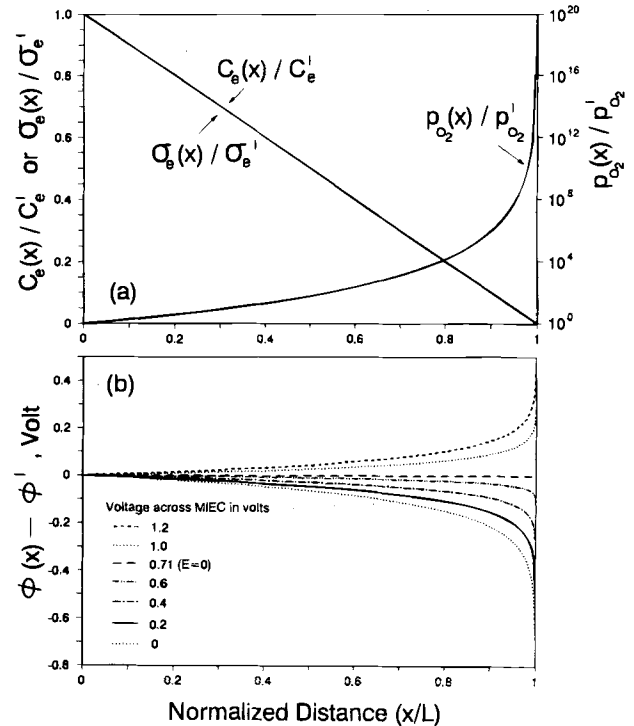 C_e(x) / C_e^I or σ_e(x) / σ_e^I
1.0
0.8
0.6
0.4
0.2
0
C_e(x) / C_e^I
σ_e(x) / σ_e^I
p_O2(x) / p_O2^I
(a)
10^20
10^16
10^12
10^8
10^4
10^0
p_O2(x) / p_O2^I
0 0.2 0.4 0.6 0.8 1
(b)
ϕ(x) — ϕ^I , Volt
0.4
0.2
0
-0.2
-0.4
-0.6
-0.8
Voltage across MIEC in volts
1.2
1.0
0.71 (E=0)
0.6
0.4
0.2
0
0 0.2 0.4 0.6 0.8 1
Normalized Distance (x/L)